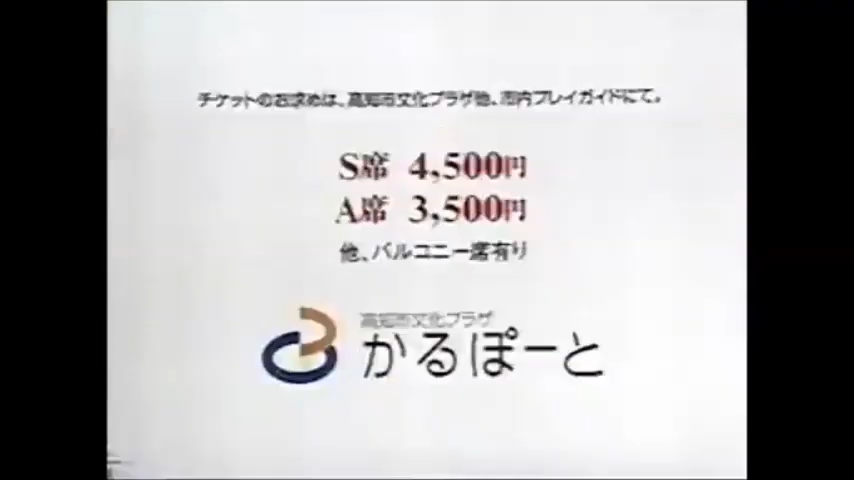 チケットのお求めは、高知市文化プラザ他、市内プレイガイドにて。
S席 4,500円
A席 3,500円
他、バルコニー席有り
高知市文化プラザ
かるぽーと